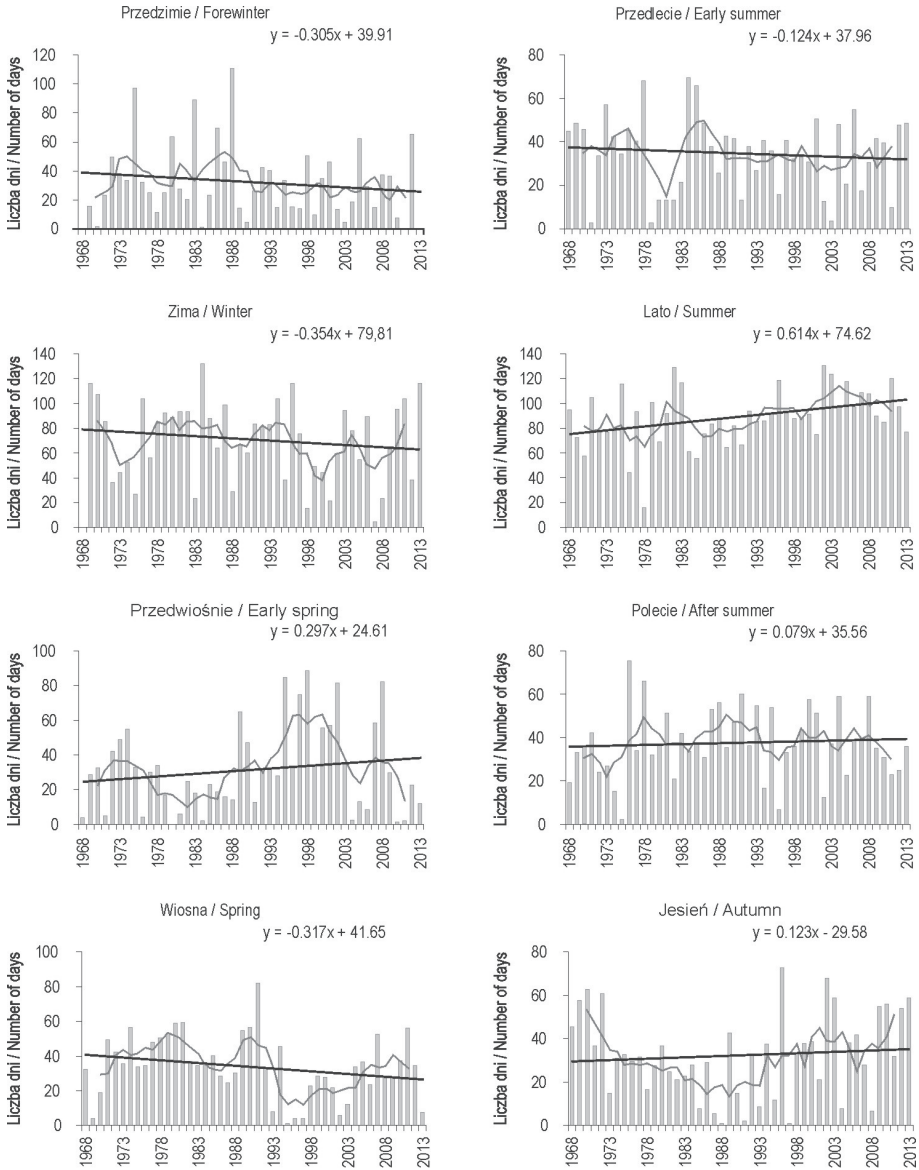 Przedzimie / Forewinter
y = -0.305x + 39.91
Liczba dni / Number of days
120
100
80
60
40
20
0
1968 1973 1978 1983 1988 1993 1998 2003 2008 2013
Przedlecie / Early summer
y = -0.124x + 37.96
Liczba dni / Number of days
80
60
40
20
0
1968 1973 1978 1983 1988 1993 1998 2003 2008 2013
Zima / Winter
y = -0.354x + 79,81
Liczba dni / Number of days
140
120
100
80
60
40
20
0
1968 1973 1978 1983 1988 1993 1998 2003 2008 2013
Lato / Summer
y = 0.614x + 74.62
Liczba dni / Number of days
140
120
100
80
60
40
20
0
1968 1973 1978 1983 1988 1993 1998 2003 2008 2013
Przedwiośnie / Early spring
y = 0.297x + 24.61
Liczba dni / Number of days
100
80
60
40
20
0
1968 1973 1978 1983 1988 1993 1998 2003 2008 2013
Polecie / After summer
y = 0.079x + 35.56
Liczba dni / Number of days
80
60
40
20
0
1968 1973 1978 1983 1988 1993 1998 2003 2008 2013
Wiosna / Spring
y = -0.317x + 41.65
Liczba dni / Number of days
100
80
60
40
20
0
1968 1973 1978 1983 1988 1993 1998 2003 2008 2013
Jesień / Autumn
y = 0.123x - 29.58
Liczba dni / Number of days
80
60
40
20
0
1968 1973 1978 1983 1988 1993 1998 2003 2008 2013